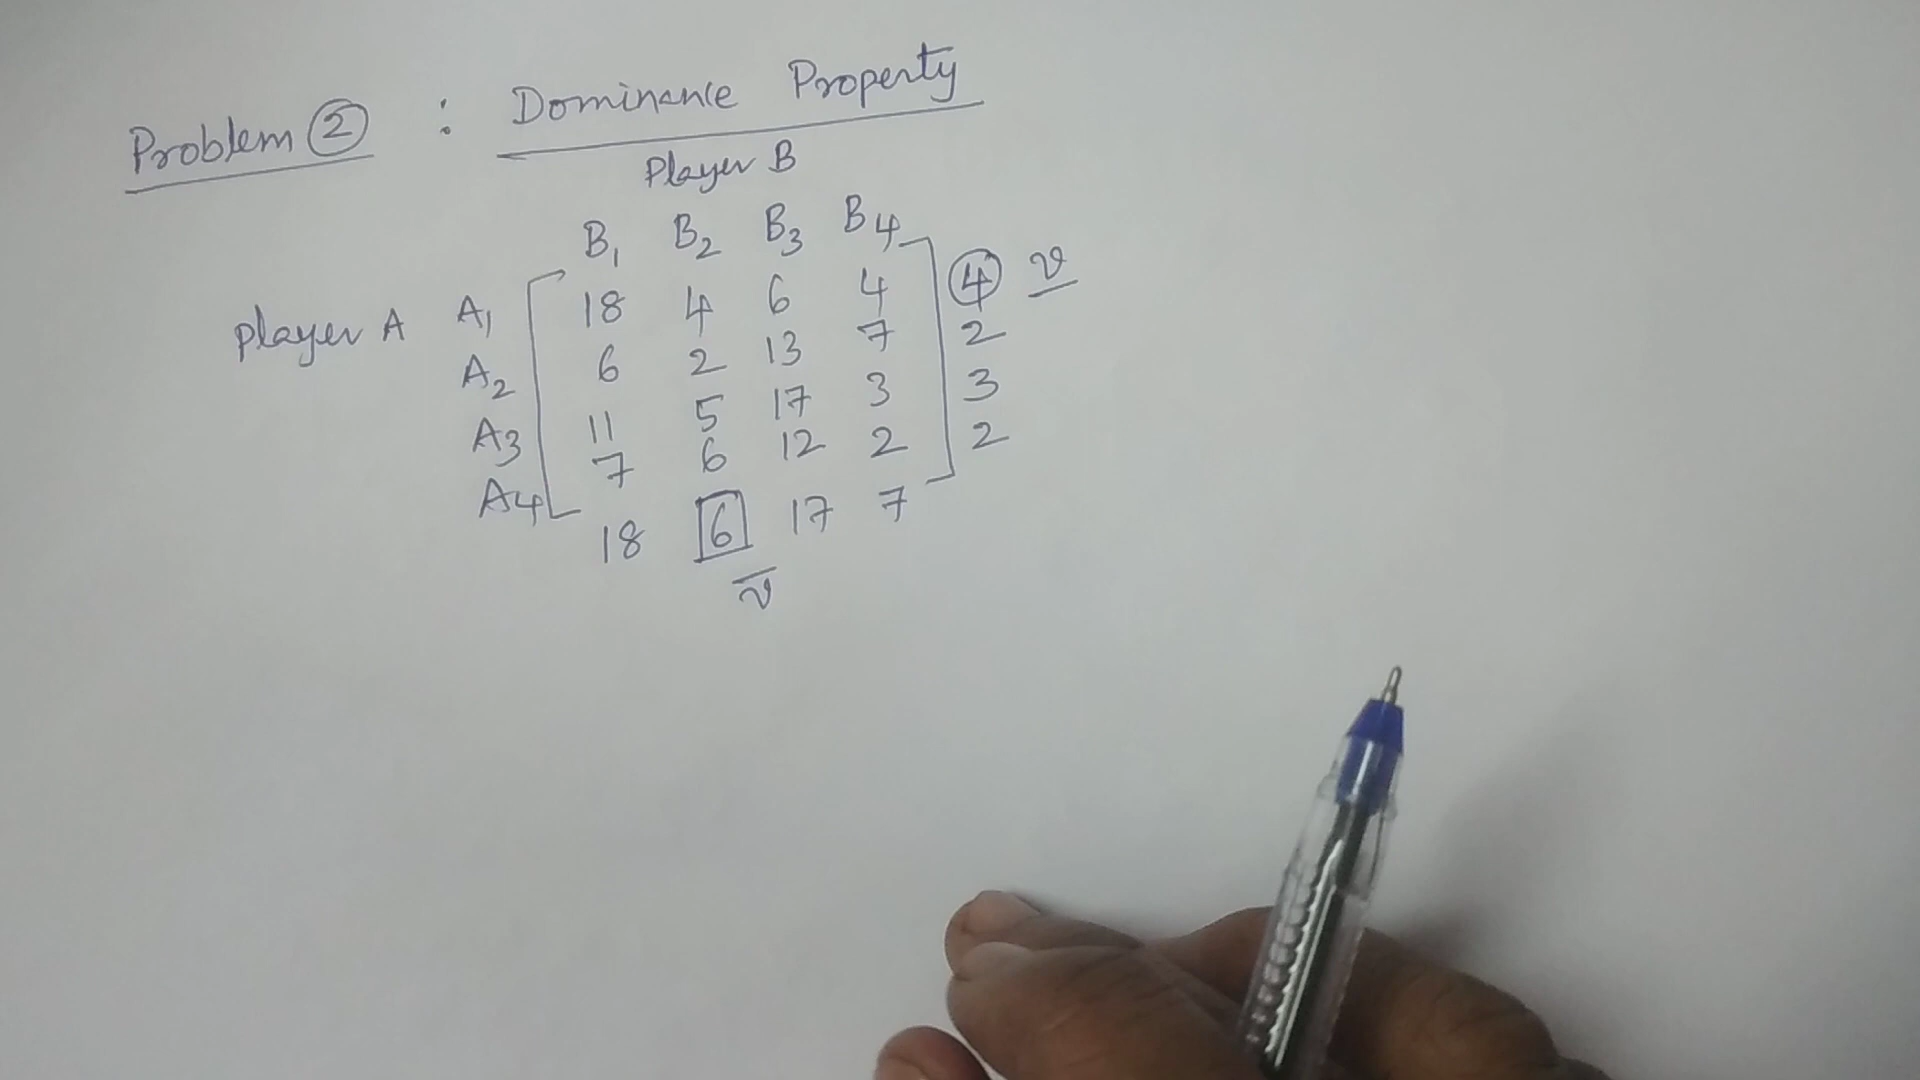 Problem ② : Dominance Property
Player B
B1 B2 B3 B4
Player A A1 18 4 6 4 ④ v
A2 6 2 13 7 2
A3 11 5 17 3 3
A4 7 6 12 2 2
18 6 17 7
v̅